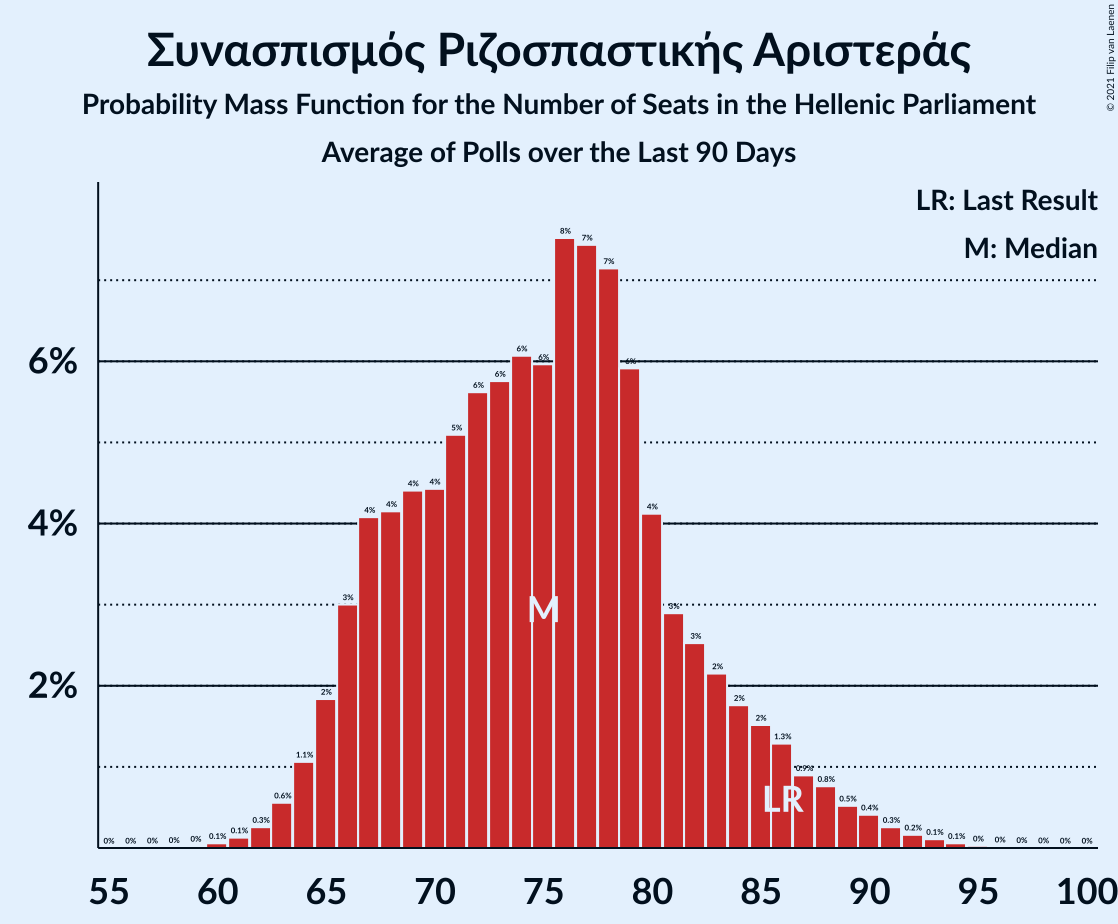 Συνασπισμός Ριζοσπαστικής Αριστεράς
Probability Mass Function for the Number of Seats in the Hellenic Parliament
Average of Polls over the Last 90 Days
© 2021 Filip van Laenen
LR: Last Result
M: Median
6%
4%
2%
0% 0% 0% 0% 0% 0.1% 0.1% 0.3% 0.6% 1.1% 2% 3% 4% 4% 4% 4% 5% 6% 6% 6% 6% 8% 7% 7% 6% 4% 3% 3% 2% 2% 2% 1.3% 0.9% 0.8% 0.5% 0.4% 0.3% 0.2% 0.1% 0.1% 0% 0% 0% 0% 0% 0%
M
LR
55 60 65 70 75 80 85 90 95 100